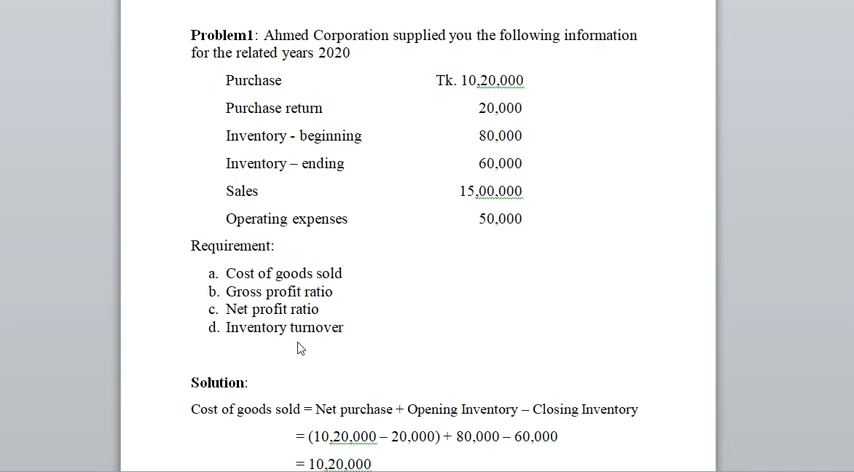 Problem1: Ahmed Corporation supplied you the following information
for the related years 2020
Purchase Tk. 10,20,000
Purchase return 20,000
Inventory - beginning 80,000
Inventory – ending 60,000
Sales 15,00,000
Operating expenses 50,000
Requirement:
a. Cost of goods sold
b. Gross profit ratio
c. Net profit ratio
d. Inventory turnover
Solution:
Cost of goods sold = Net purchase + Opening Inventory – Closing Inventory
= (10,20,000 – 20,000) + 80,000 – 60,000
= 10,20,000